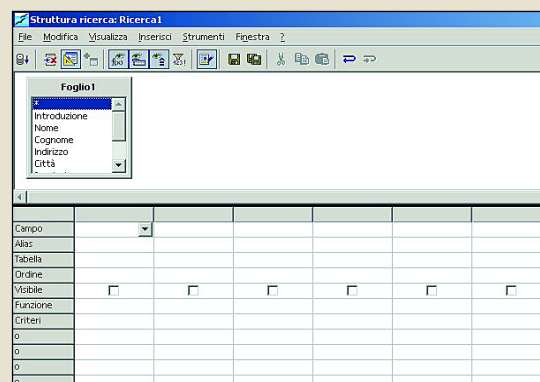 Struttura ricerca: Ricerca1
File Modifica Visualizza Inserisci Strumenti Finestra ?
Foglio1
*
Introduzione
Nome
Cognome
Indirizzo
Città
Campo
Alias
Tabella
Ordine
Visibile
Funzione
Criteri
o
o
o
o